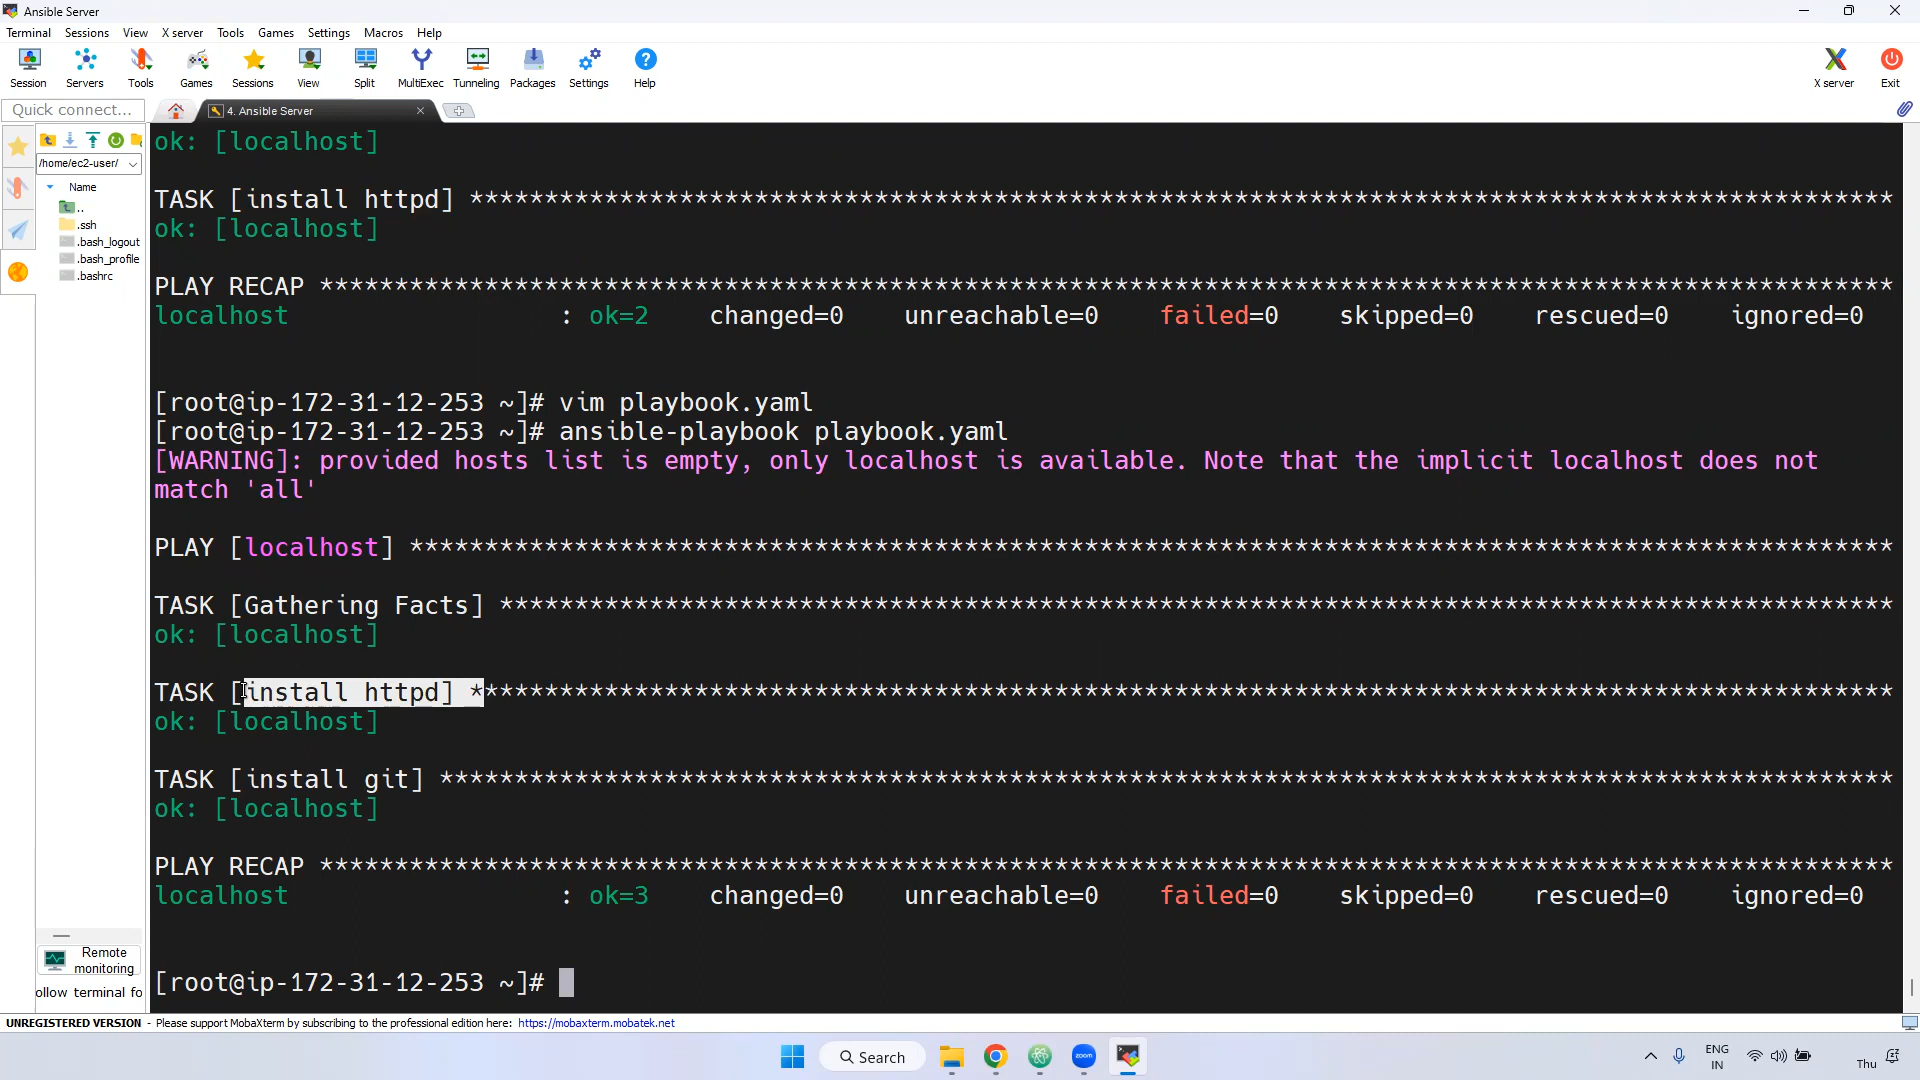 Ansible Server
Terminal Sessions View X server Tools Games Settings Macros Help
Session Servers Tools Games Sessions View Split MultiExec Tunneling Packages Settings Help X server Exit
Quick connect... 4. Ansible Server
/home/ec2-user/
Name
..
.ssh
.bash_logout
.bash_profile
.bashrc
ok: [localhost]
TASK [install httpd] ***********************************************************************************************
ok: [localhost]
PLAY RECAP *********************************************************************************************************
localhost : ok=2 changed=0 unreachable=0 failed=0 skipped=0 rescued=0 ignored=0
[root@ip-172-31-12-253 ~]# vim playbook.yaml
[root@ip-172-31-12-253 ~]# ansible-playbook playbook.yaml
[WARNING]: provided hosts list is empty, only localhost is available. Note that the implicit localhost does not
match 'all'
PLAY [localhost] ***************************************************************************************************
TASK [Gathering Facts] *********************************************************************************************
ok: [localhost]
TASK [install httpd] ***********************************************************************************************
ok: [localhost]
TASK [install git] *************************************************************************************************
ok: [localhost]
PLAY RECAP *********************************************************************************************************
localhost : ok=3 changed=0 unreachable=0 failed=0 skipped=0 rescued=0 ignored=0
[root@ip-172-31-12-253 ~]#
Remote
monitoring
ollow terminal fo
UNREGISTERED VERSION - Please support MobaXterm by subscribing to the professional edition here: https://mobaxterm.mobatek.net
Search
zoom
ENG
IN
Thu